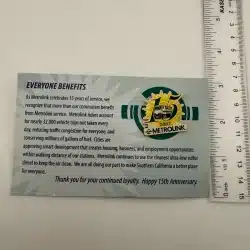 EVERYONE BENEFITS
As Metrolink celebrates 15 years of service, we
recognize that more than our commuters benefit
from Metrolink service. Metrolink riders account
for nearly 32,000 vehicle trips not taken every
day, reducing traffic congestion for everyone, and
conserving millions of gallons of fuel. Cities are
approving smart development that creates housing, business, and employment opportunities
within walking distance of our stations. Metrolink continues to use the cleanest ultra-low sulfur
diesel to keep the air clean. We are all doing our part to make Southern California a better place
for everyone.
Thank you for your continued loyalty. Happy 15th Anniversary.
15
METROLINK